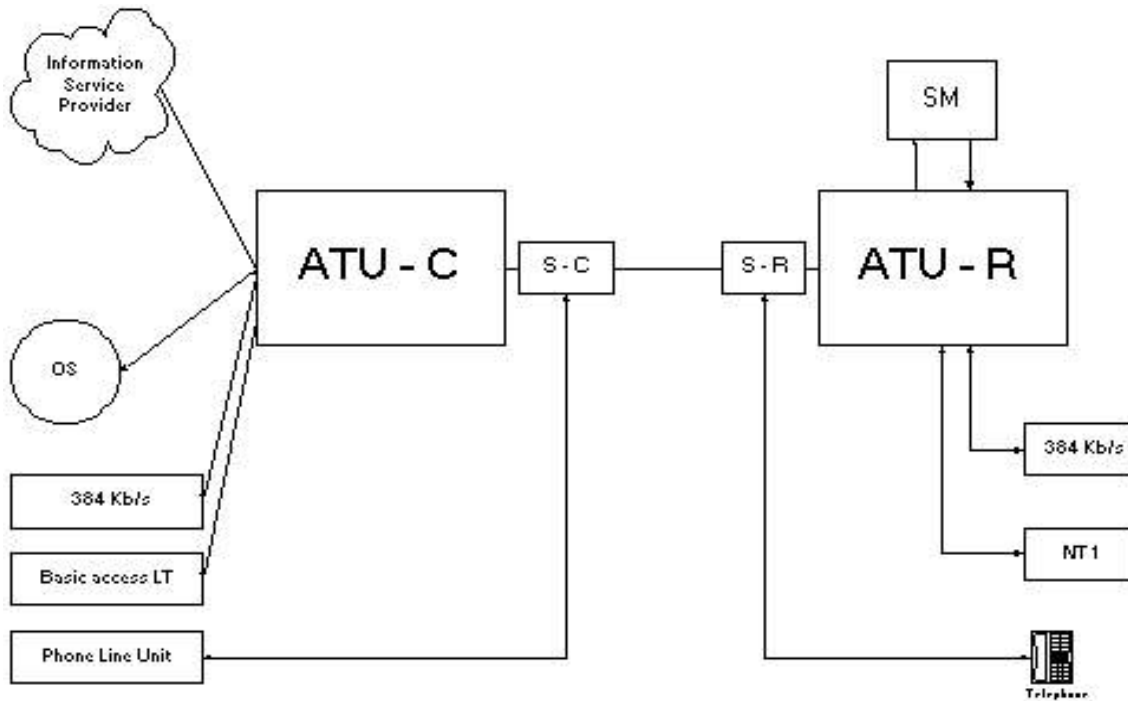 Information
Service
Provider
SM
ATU - C
S - C
S - R
ATU - R
OS
384 Kb/s
384 Kb/s
Basic access LT
NT1
Phone Line Unit
Telephone